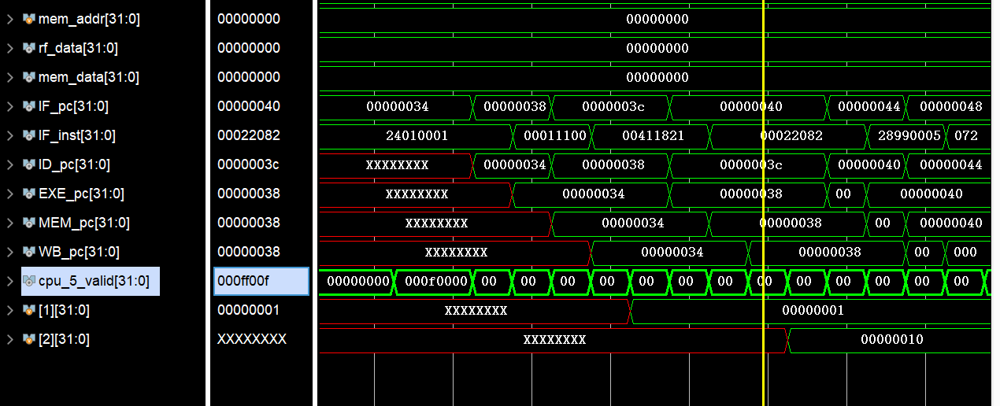 mem_addr[31:0] 00000000 00000000
rf_data[31:0] 00000000 00000000
mem_data[31:0] 00000000 00000000
IF_pc[31:0] 00000040 00000034 00000038 0000003c 00000040 00000044 00000048
IF_inst[31:0] 00022082 24010001 00011100 00411821 00022082 28990005 072
ID_pc[31:0] 0000003c XXXXXXXX 00000034 00000038 0000003c 00000040 00000044
EXE_pc[31:0] 00000038 XXXXXXXX 00000034 00000038 00 00000040
MEM_pc[31:0] 00000038 XXXXXXXX 00000034 00000038 00 00000040
WB_pc[31:0] 00000038 XXXXXXXX 00000034 00000038 00 000
cpu_5_valid[31:0] 000ff00f 00000000 000f0000 00 00 00 00 00 00 00 00 00 00 00 00 00
[1][31:0] 00000001 XXXXXXXX 00000001
[2][31:0] XXXXXXXX XXXXXXXX 00000010